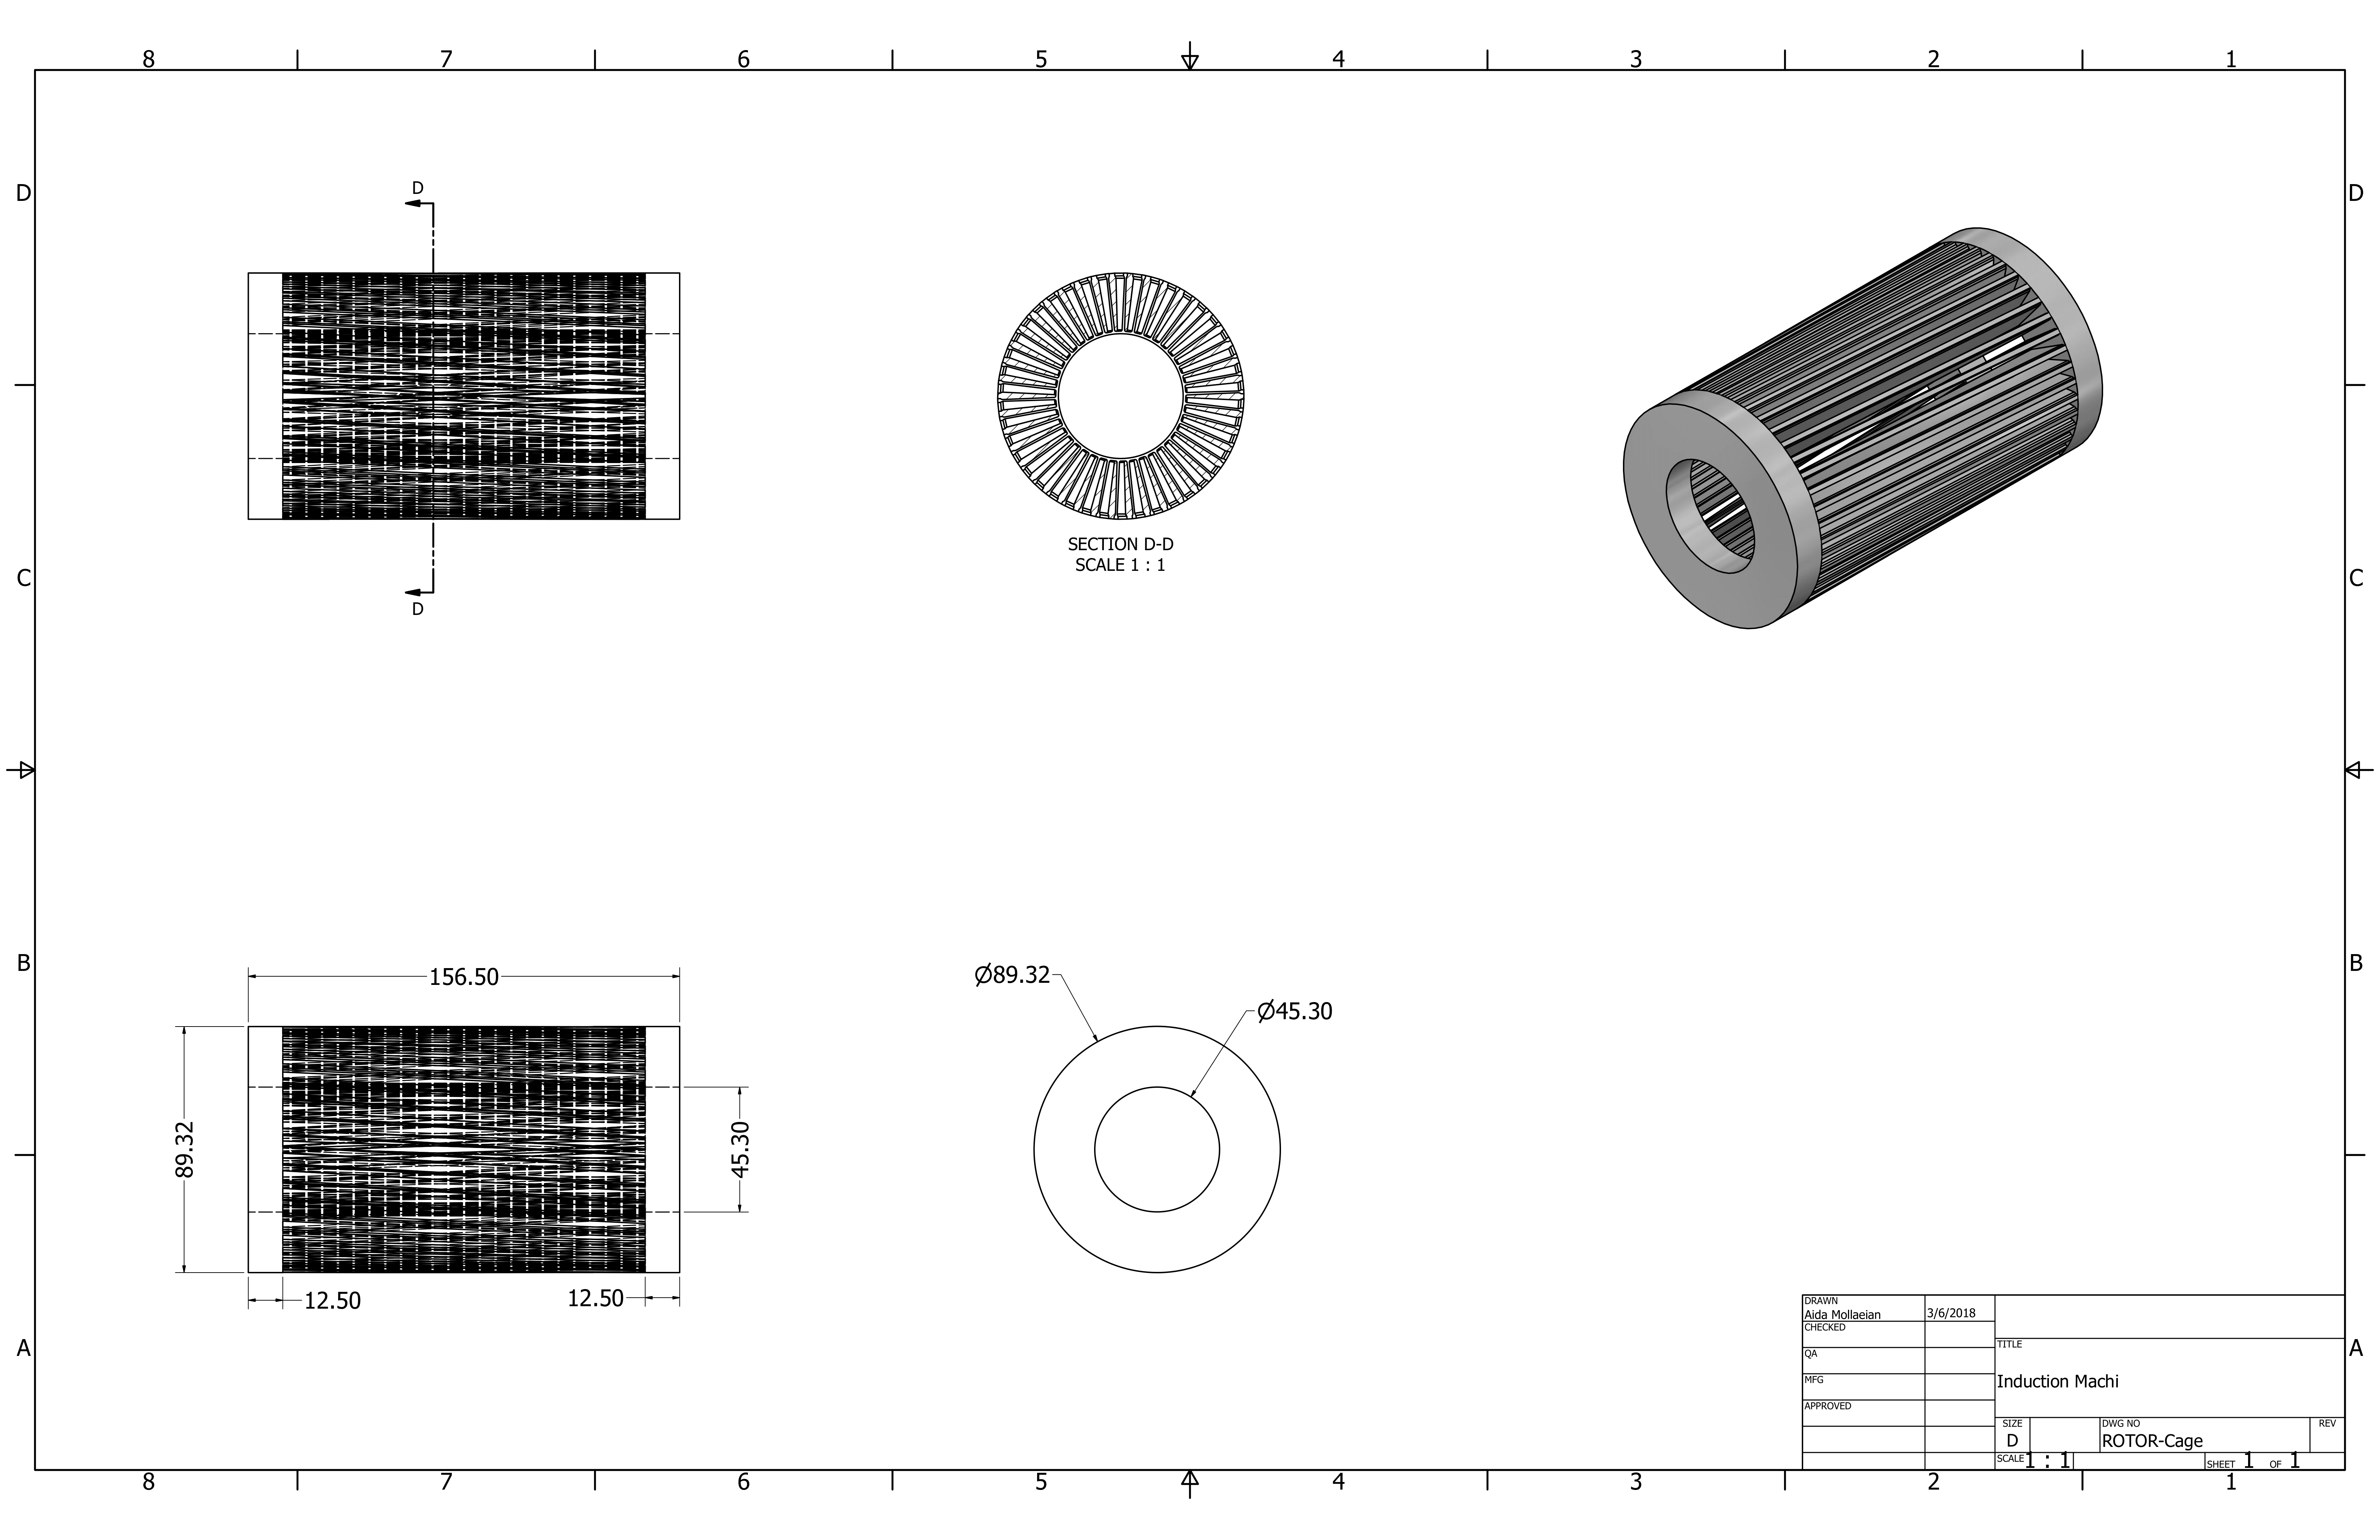 8 7 6 5 4 3 2 1
D D
D
D
SECTION D-D
SCALE 1 : 1
C C
B B
156.50
Ø89.32
Ø45.30
89.32
45.30
12.50 12.50
A A
DRAWN
Aida Mollaeian 3/6/2018
CHECKED
QA
MFG
APPROVED
TITLE
Induction Machi
SIZE
D
DWG NO
ROTOR-Cage
REV
SCALE 1 : 1
SHEET 1 OF 1
8 7 6 5 4 3 2 1